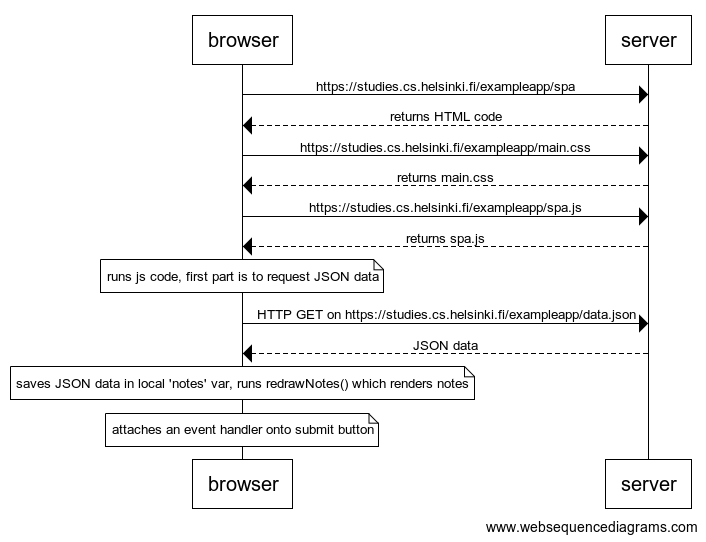 browser
server
https://studies.cs.helsinki.fi/exampleapp/spa
returns HTML code
https://studies.cs.helsinki.fi/exampleapp/main.css
returns main.css
https://studies.cs.helsinki.fi/exampleapp/spa.js
returns spa.js
runs js code, first part is to request JSON data
HTTP GET on https://studies.cs.helsinki.fi/exampleapp/data.json
JSON data
saves JSON data in local 'notes' var, runs redrawNotes() which renders notes
attaches an event handler onto submit button
browser
server
www.websequencediagrams.com